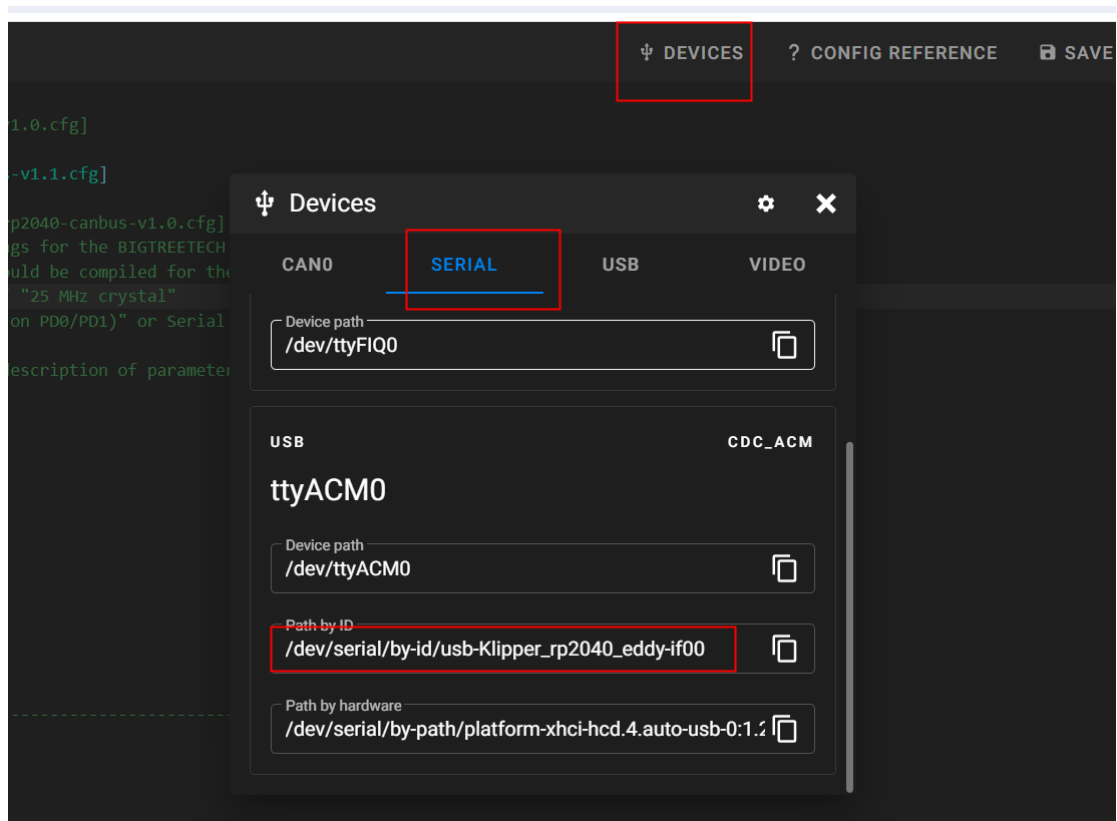 DEVICES
? CONFIG REFERENCE
SAVE
1.0.cfg]
-v1.1.cfg]
rp2040-canbus-v1.0.cfg]
gs for the BIGTREETECH
uld be compiled for the
"25 MHz crystal"
on PD0/PD1)" or Serial
description of parameter
Devices
CAN0
SERIAL
USB
VIDEO
Device path
/dev/ttyFIQ0
USB
CDC_ACM
ttyACM0
Device path
/dev/ttyACM0
Path by ID
/dev/serial/by-id/usb-Klipper_rp2040_eddy-if00
Path by hardware
/dev/serial/by-path/platform-xhci-hcd.4.auto-usb-0:1.2